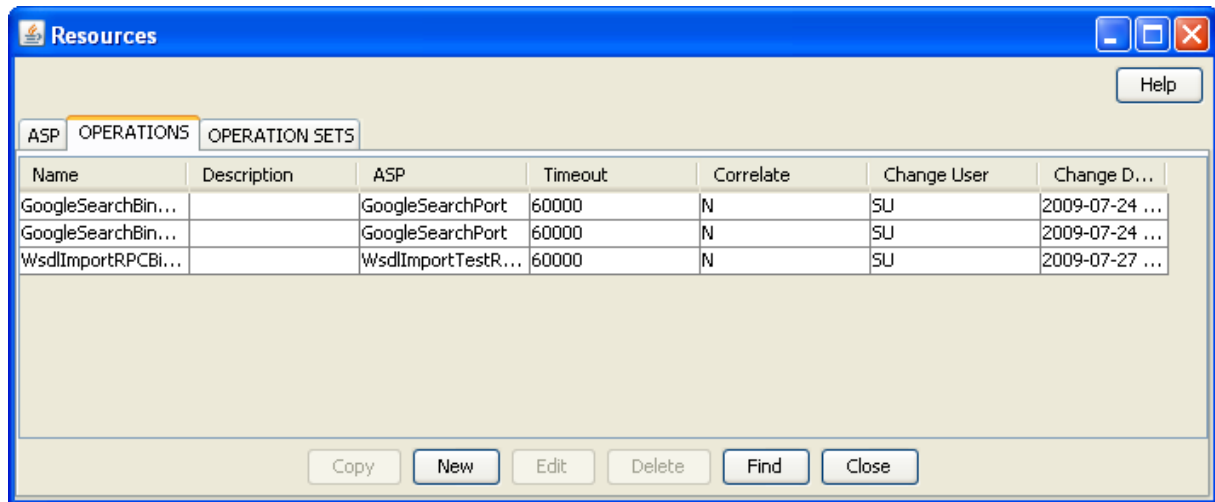 Resources
Help
ASP OPERATIONS OPERATION SETS
Name Description ASP Timeout Correlate Change User Change D...
GoogleSearchBin... GoogleSearchPort 60000 N SU 2009-07-24 ...
GoogleSearchBin... GoogleSearchPort 60000 N SU 2009-07-24 ...
WsdlImportRPCBi... WsdlImportTestR... 60000 N SU 2009-07-27 ...
Copy New Edit Delete Find Close